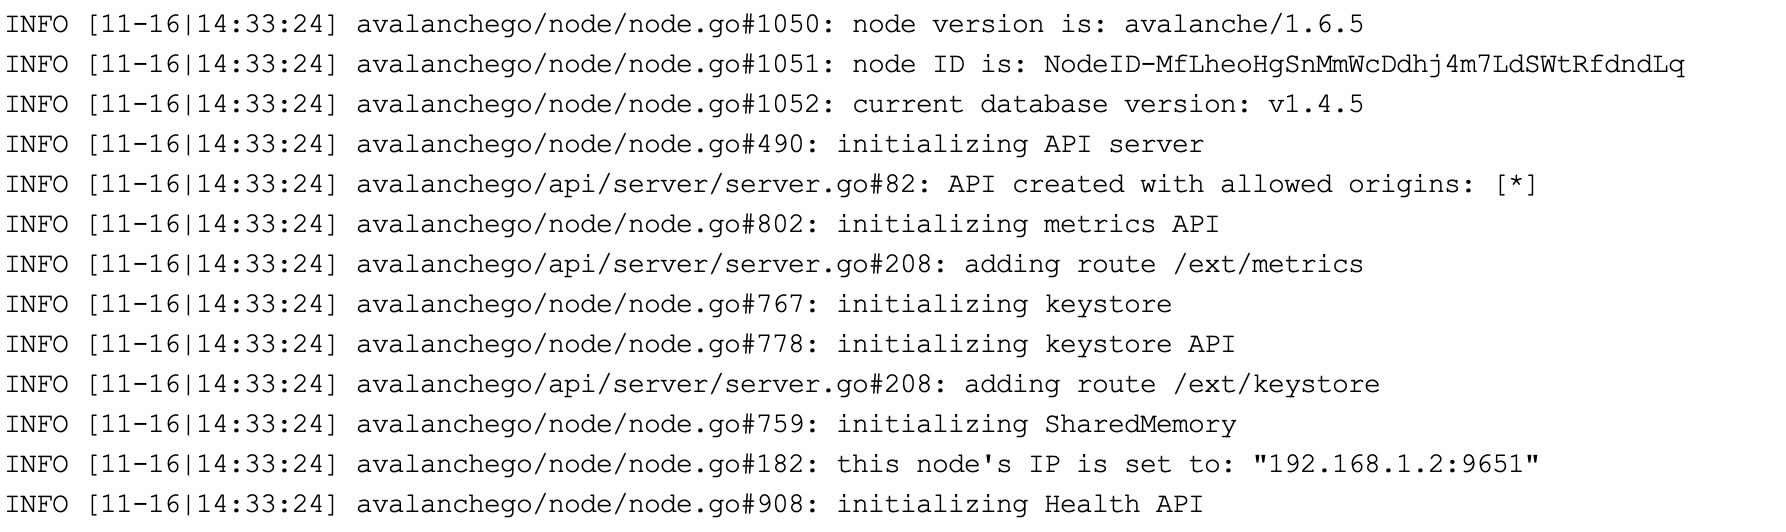 INFO [11-16|14:33:24] avalanchego/node/node.go#1050: node version is: avalanche/1.6.5
INFO [11-16|14:33:24] avalanchego/node/node.go#1051: node ID is: NodeID-MfLheoHgSnMmWcDdhj4m7LdSWtRfdndLq
INFO [11-16|14:33:24] avalanchego/node/node.go#1052: current database version: v1.4.5
INFO [11-16|14:33:24] avalanchego/node/node.go#490: initializing API server
INFO [11-16|14:33:24] avalanchego/api/server/server.go#82: API created with allowed origins: [*]
INFO [11-16|14:33:24] avalanchego/node/node.go#802: initializing metrics API
INFO [11-16|14:33:24] avalanchego/api/server/server.go#208: adding route /ext/metrics
INFO [11-16|14:33:24] avalanchego/node/node.go#767: initializing keystore
INFO [11-16|14:33:24] avalanchego/node/node.go#778: initializing keystore API
INFO [11-16|14:33:24] avalanchego/api/server/server.go#208: adding route /ext/keystore
INFO [11-16|14:33:24] avalanchego/node/node.go#759: initializing SharedMemory
INFO [11-16|14:33:24] avalanchego/node/node.go#182: this node's IP is set to: "192.168.1.2:9651"
INFO [11-16|14:33:24] avalanchego/node/node.go#908: initializing Health API